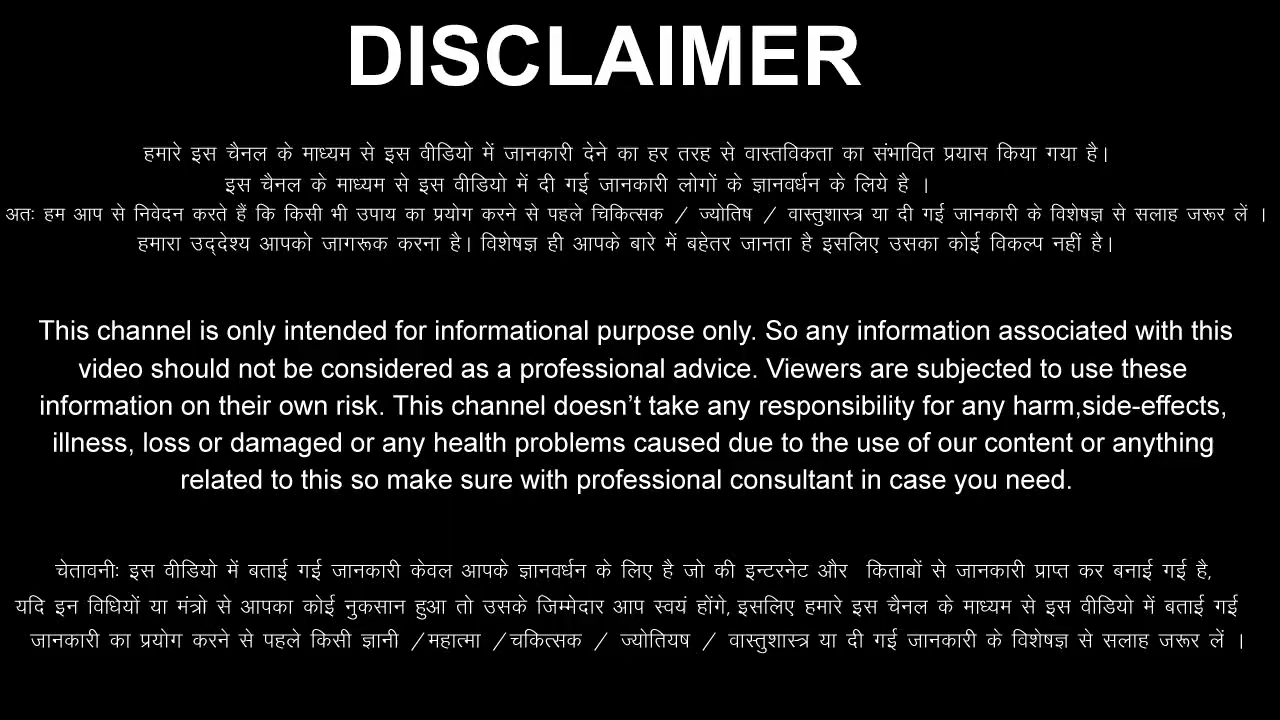 DISCLAIMER
हमारे इस चैनल के माध्यम से इस वीडियो में जानकारी देने का हर तरह से वास्तविकता का संभावित प्रयास किया गया है।
इस चैनल के माध्यम से इस वीडियो में दी गई जानकारी लोगों के ज्ञानवर्धन के लिये है ।
अतः हम आप से निवेदन करते हैं कि किसी भी उपाय का प्रयोग करने से पहले चिकित्सक / ज्योतिष / वास्तुशास्त्र या दी गई जानकारी के विशेषज्ञ से सलाह जरूर लें ।
हमारा उद्देश्य आपको जागरूक करना है। विशेषज्ञ ही आपके बारे में बहेतर जानता है इसलिए उसका कोई विकल्प नहीं है।
This channel is only intended for informational purpose only. So any information associated with this
video should not be considered as a professional advice. Viewers are subjected to use these
information on their own risk. This channel doesn’t take any responsibility for any harm,side-effects,
illness, loss or damaged or any health problems caused due to the use of our content or anything
related to this so make sure with professional consultant in case you need.
चेतावनीः इस वीडियो में बताई गई जानकारी केवल आपके ज्ञानवर्धन के लिए है जो की इन्टरनेट और किताबों से जानकारी प्राप्त कर बनाई गई है,
यदि इन विधियों या मंत्रो से आपका कोई नुकसान हुआ तो उसके जिम्मेदार आप स्वयं होंगे, इसलिए हमारे इस चैनल के माध्यम से इस वीडियो में बताई गई
जानकारी का प्रयोग करने से पहले किसी ज्ञानी /महात्मा /चकित्सक / ज्योतियष / वास्तुशास्त्र या दी गई जानकारी के विशेषज्ञ से सलाह जरूर लें ।